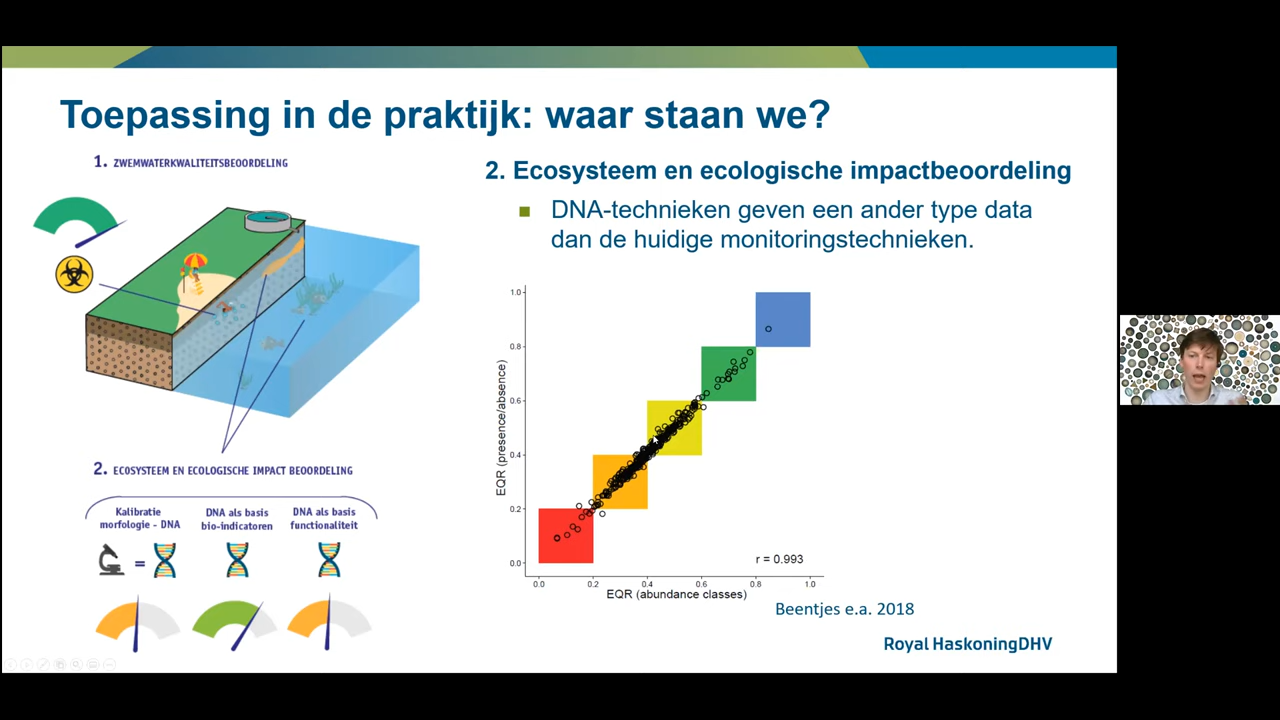 Toepassing in de praktijk: waar staan we?
1. ZWEMWATERKWALITEITSBEOORDELING
2. ECOSYSTEEM EN ECOLOGISCHE IMPACT BEOORDELING
Kalibratie
morfologie - DNA
DNA als basis
bio-indicatoren
DNA als basis
functionaliteit
=
2. Ecosysteem en ecologische impactbeoordeling
DNA-technieken geven een ander type data
dan de huidige monitoringstechnieken.
EQR (presence/absence)
1.0
0.8
0.6
0.4
0.2
0.0
0.0 0.2 0.4 0.6 0.8 1.0
r = 0.993
EQR (abundance classes)
Beentjes e.a. 2018
Royal HaskoningDHV